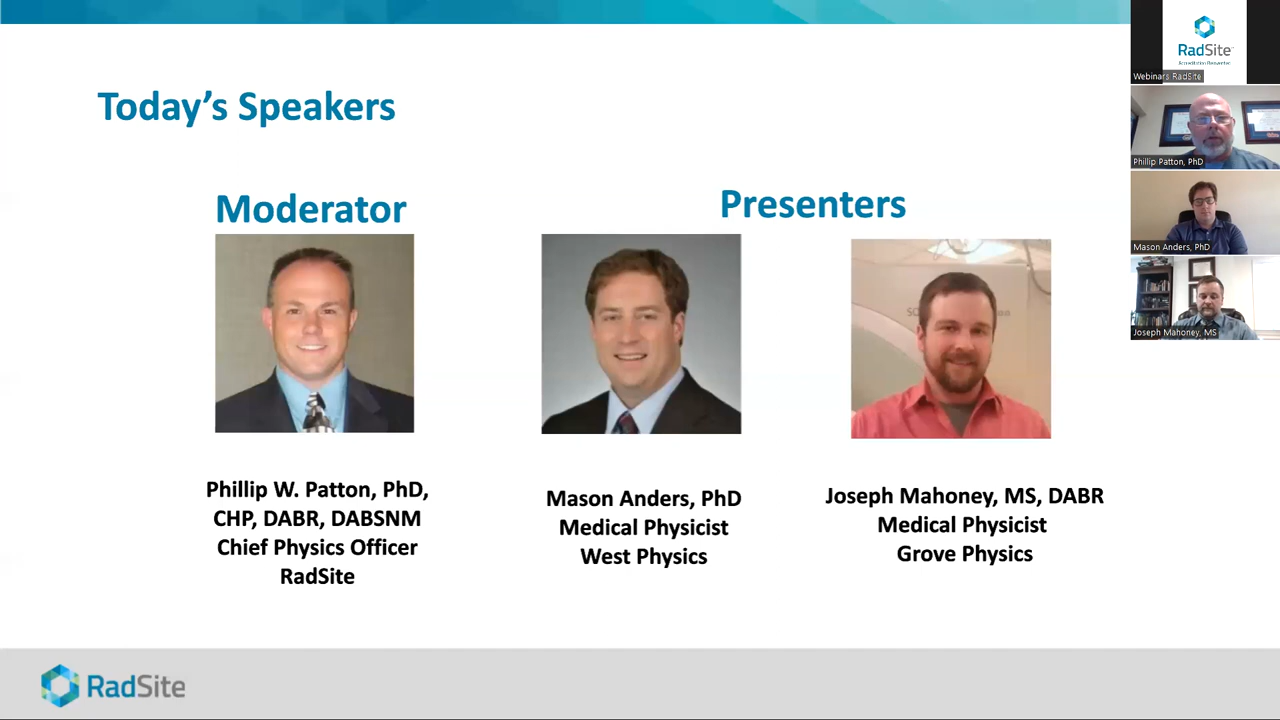 Today's Speakers
Moderator
Presenters
Phillip W. Patton, PhD,
CHP, DABR, DABSNM
Chief Physics Officer
RadSite
Mason Anders, PhD
Medical Physicist
West Physics
Joseph Mahoney, MS, DABR
Medical Physicist
Grove Physics
RadSite
RadSite
Webinars RadSite
Phillip Patton, PhD
Mason Anders, PhD
Joseph Mahoney, MS